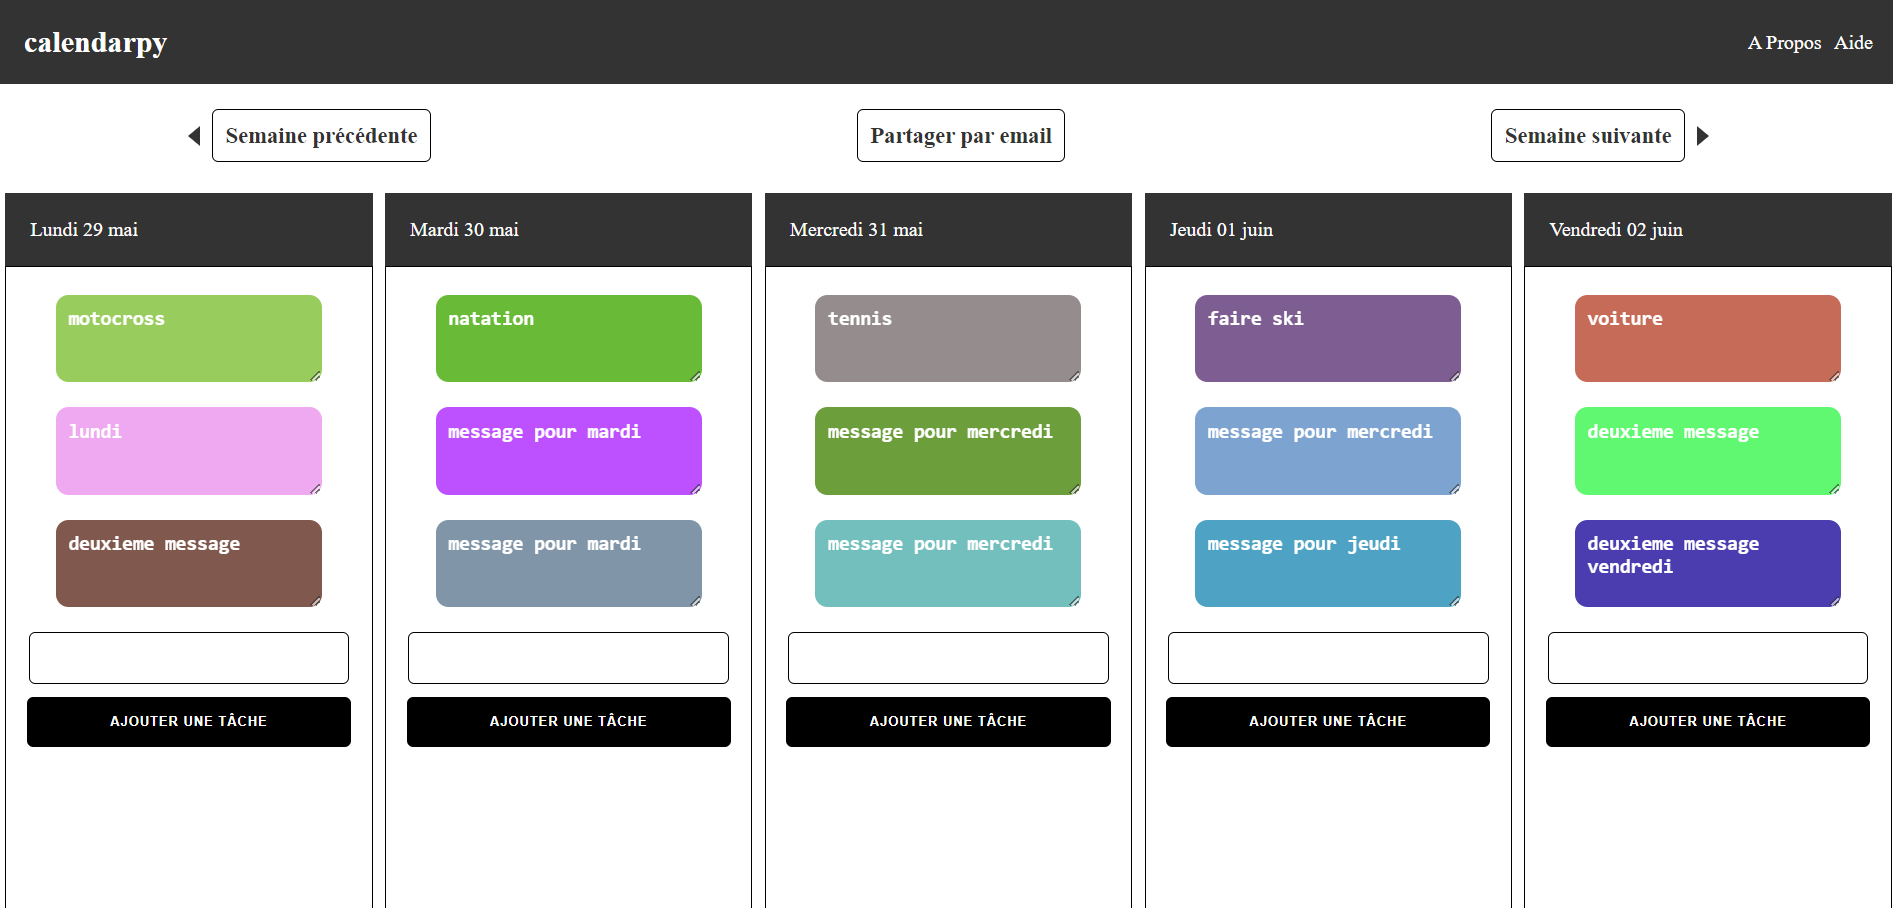 calendarpy
A Propos Aide
Semaine précédente
Partager par email
Semaine suivante
Lundi 29 mai
motocross
lundi
deuxieme message
AJOUTER UNE TÂCHE
Mardi 30 mai
natation
message pour mardi
message pour mardi
AJOUTER UNE TÂCHE
Mercredi 31 mai
tennis
message pour mercredi
message pour mercredi
AJOUTER UNE TÂCHE
Jeudi 01 juin
faire ski
message pour mercredi
message pour jeudi
AJOUTER UNE TÂCHE
Vendredi 02 juin
voiture
deuxieme message
deuxieme message
vendredi
AJOUTER UNE TÂCHE